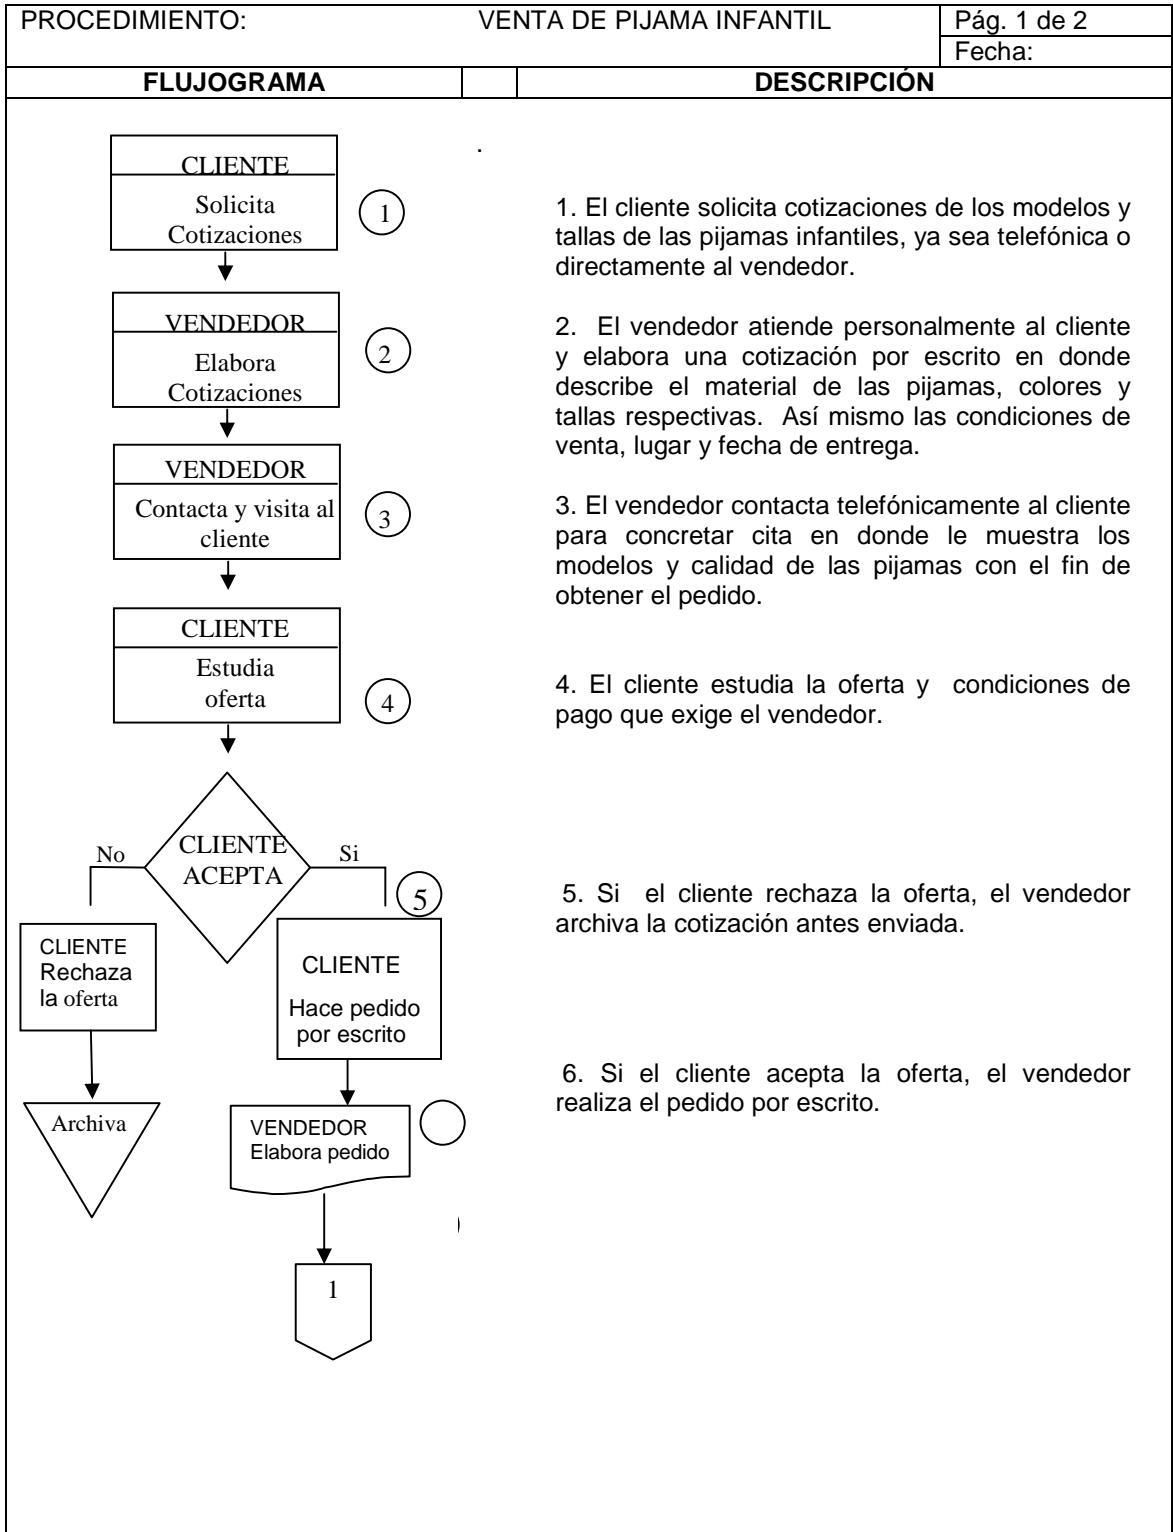 PROCEDIMIENTO: VENTA DE PIJAMA INFANTIL Pág. 1 de 2
Fecha:
FLUJOGRAMA DESCRIPCIÓN
.
CLIENTE
Solicita
Cotizaciones
1
VENDEDOR
Elabora
Cotizaciones
2
VENDEDOR
Contacta y visita al
cliente
3
CLIENTE
Estudia
oferta
4
CLIENTE
ACEPTA
No
Si
5
CLIENTE
Rechaza
la oferta
CLIENTE
Hace pedido
por escrito
Archiva
VENDEDOR
Elabora pedido
1
1. El cliente solicita cotizaciones de los modelos y
tallas de las pijamas infantiles, ya sea telefónica o
directamente al vendedor.
2. El vendedor atiende personalmente al cliente
y elabora una cotización por escrito en donde
describe el material de las pijamas, colores y
tallas respectivas. Así mismo las condiciones de
venta, lugar y fecha de entrega.
3. El vendedor contacta telefónicamente al cliente
para concretar cita en donde le muestra los
modelos y calidad de las pijamas con el fin de
obtener el pedido.
4. El cliente estudia la oferta y condiciones de
pago que exige el vendedor.
5. Si el cliente rechaza la oferta, el vendedor
archiva la cotización antes enviada.
6. Si el cliente acepta la oferta, el vendedor
realiza el pedido por escrito.